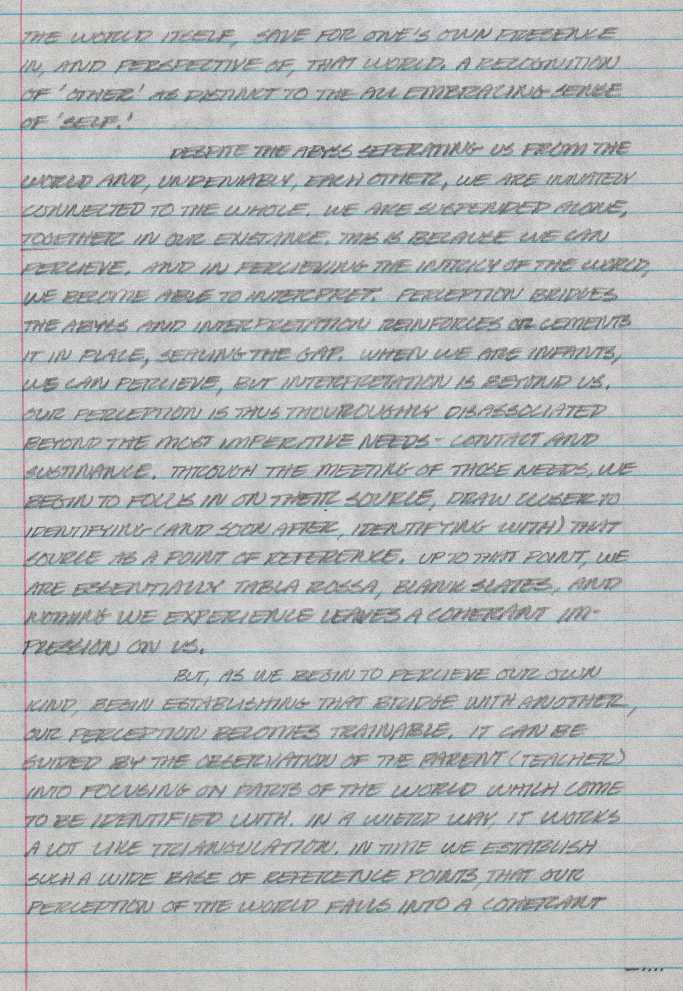 THE WORLD ITSELF, SAVE FOR ONE'S OWN PRESENCE
IN, AND PERSPECTIVE OF, THAT WORLD. A RECOGNITION
OF 'OTHER' AS DISTINCT TO THE ALL EMBRACING SENSE
OF 'SELF.'
DESPITE THE ABYSS SEPERATING US FROM THE
WORLD AND, UNDENIABLY, EACH OTHER, WE ARE INNATELY
CONNECTED TO THE WHOLE. WE ARE SUSPENDED ALONE,
TOGETHER IN OUR EXISTANCE. THIS IS BECAUSE WE CAN
PERCIEVE. AND IN PERCIEVING THE INTRICY OF THE WORLD,
WE BECOME ABLE TO INTERPRET. PERCEPTION BRIDGES
THE ABYSS AND INTERPRETATION REINFORCES OR CEMENTS
IT IN PLACE, SEALING THE GAP. WHEN WE ARE INFANTS,
WE CAN PERCIEVE, BUT INTERPRETATION IS BEYOND US.
OUR PERCEPTION IS THUS THOUROUGHLY DISASSOCIATED
BEYOND THE MOST IMPERITIVE NEEDS - CONTACT AND
SUSTINANCE. THROUGH THE MEETING OF THOSE NEEDS, WE
BEGIN TO FOCUS IN ON THEIR SOURCE, DRAW CLOSER TO
IDENTIFYING (AND SOON AFTER, IDENTIFYING WITH) THAT
SOURCE AS A POINT OF REFERENCE. UP TO THAT POINT, WE
ARE ESSENTIALLY TABLA ROSSA, BLANK SLATES, AND
NOTHING WE EXPERIENCE LEAVES A COHERANT IM-
PRESSION ON US.
BUT, AS WE BEGIN TO PERCIEVE OUR OWN
KIND, BEGIN ESTABLISHING THAT BRIDGE WITH ANOTHER,
OUR PERCEPTION BECOMES TRAINABLE. IT CAN BE
GUIDED BY THE OBSERVATION OF THE PARENT (TEACHER)
INTO FOCUSING ON PARTS OF THE WORLD WHICH COME
TO BE IDENTIFIED WITH. IN A WIERD WAY, IT WORKS
A LOT LIKE TRIANGULATION. IN TIME WE ESTABLISH
SUCH A WIDE BASE OF REFERENCE POINTS, THAT OUR
PERCEPTION OF THE WORLD FALLS INTO A COHERANT